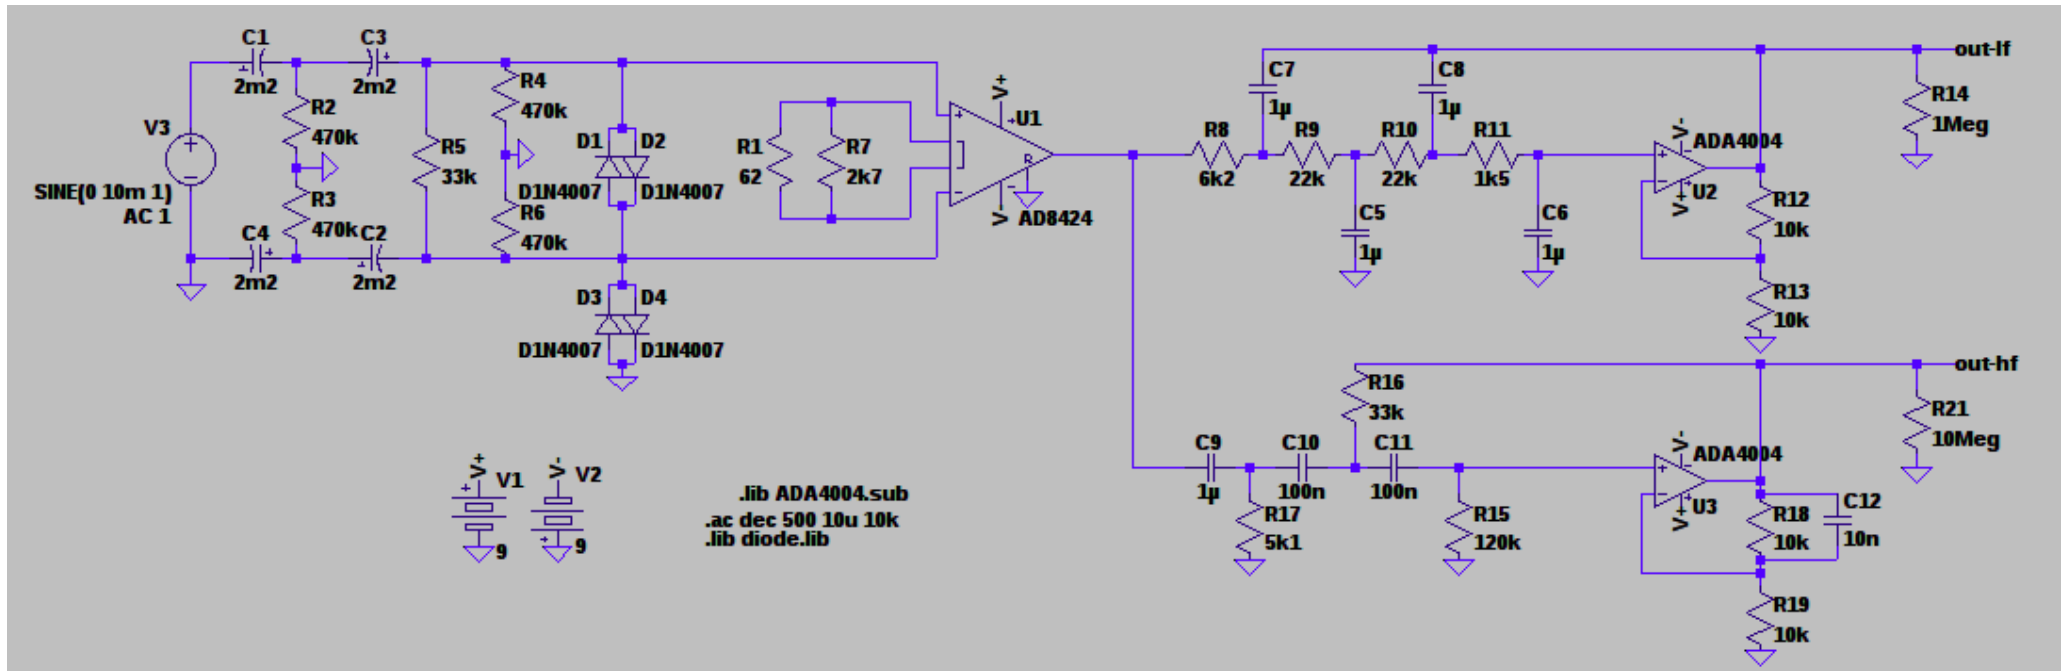 C1
2m2
C3
2m2
V3
SINE(0 10m 1)
AC 1
R2
470k
R3
470k
C4
2m2
C2
2m2
R5
33k
R4
470k
R6
470k
D1
D2
D1N4007
D1N4007
D3
D4
D1N4007
D1N4007
R1
62
R7
2k7
V+
U1
R
V-
AD8424
C7
1µ
C8
1µ
R8
6k2
R9
22k
R10
22k
R11
1k5
C5
1µ
C6
1µ
V-
ADA4004
V+
U2
R12
10k
R13
10k
out-lf
R14
1Meg
out-hf
R16
33k
R21
10Meg
C9
1µ
C10
100n
C11
100n
R17
5k1
R15
120k
V-
ADA4004
V+
U3
R18
10k
C12
10n
R19
10k
V+
V1
9
V-
V2
9
.lib ADA4004.sub
.ac dec 500 10u 10k
.lib diode.lib